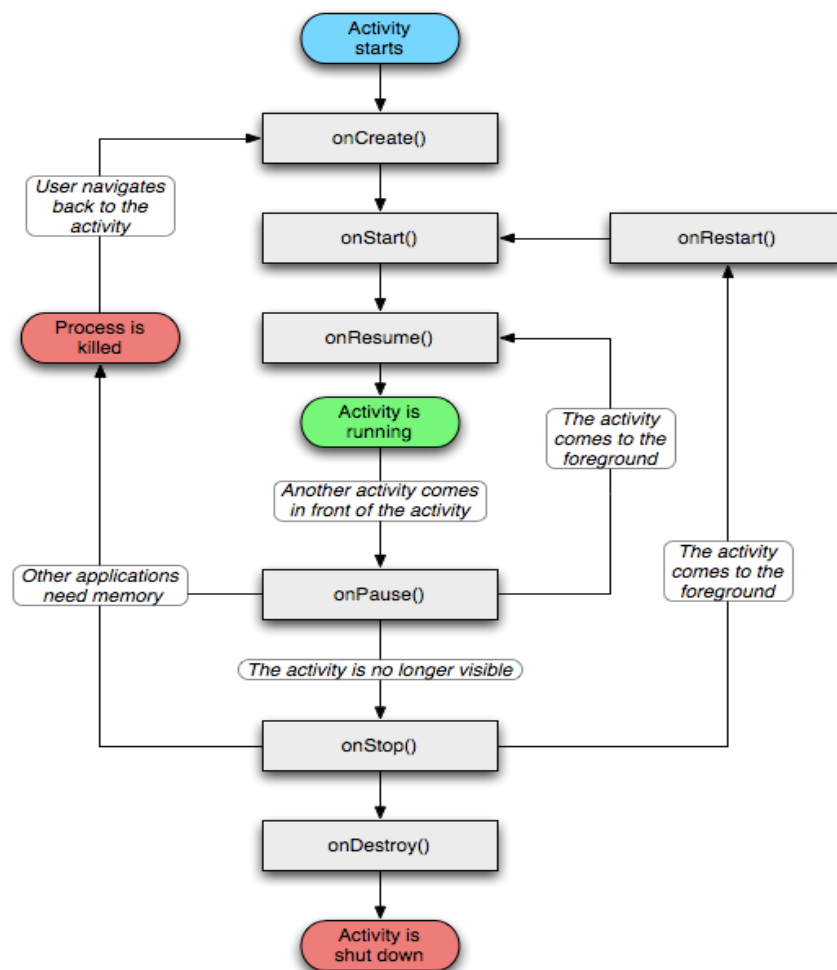 Activity
starts
onCreate()
User navigates
back to the
activity
onStart()
onRestart()
Process is
killed
onResume()
Activity is
running
The activity
comes to the
foreground
Another activity comes
in front of the activity
The activity
comes to the
foreground
Other applications
need memory
onPause()
The activity is no longer visible
onStop()
onDestroy()
Activity is
shut down